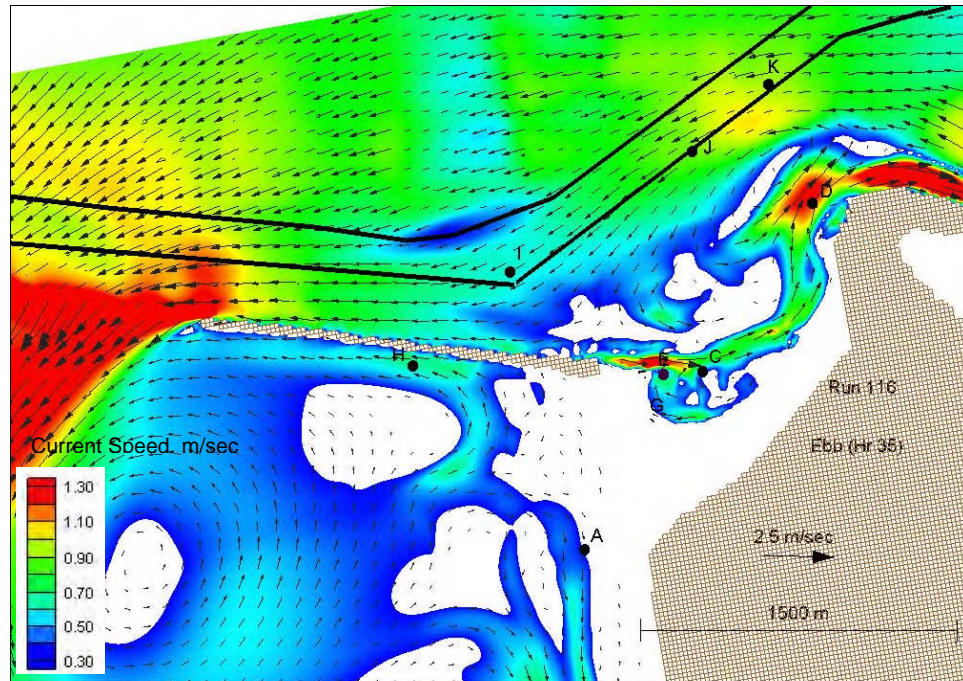 K
J
D
I
H
E
C
G
Run 116
Ebb (Hr 35)
Current Speed, m/sec
1.30
1.10
0.90
0.70
0.50
0.30
A
2.5 m/sec
1500 m